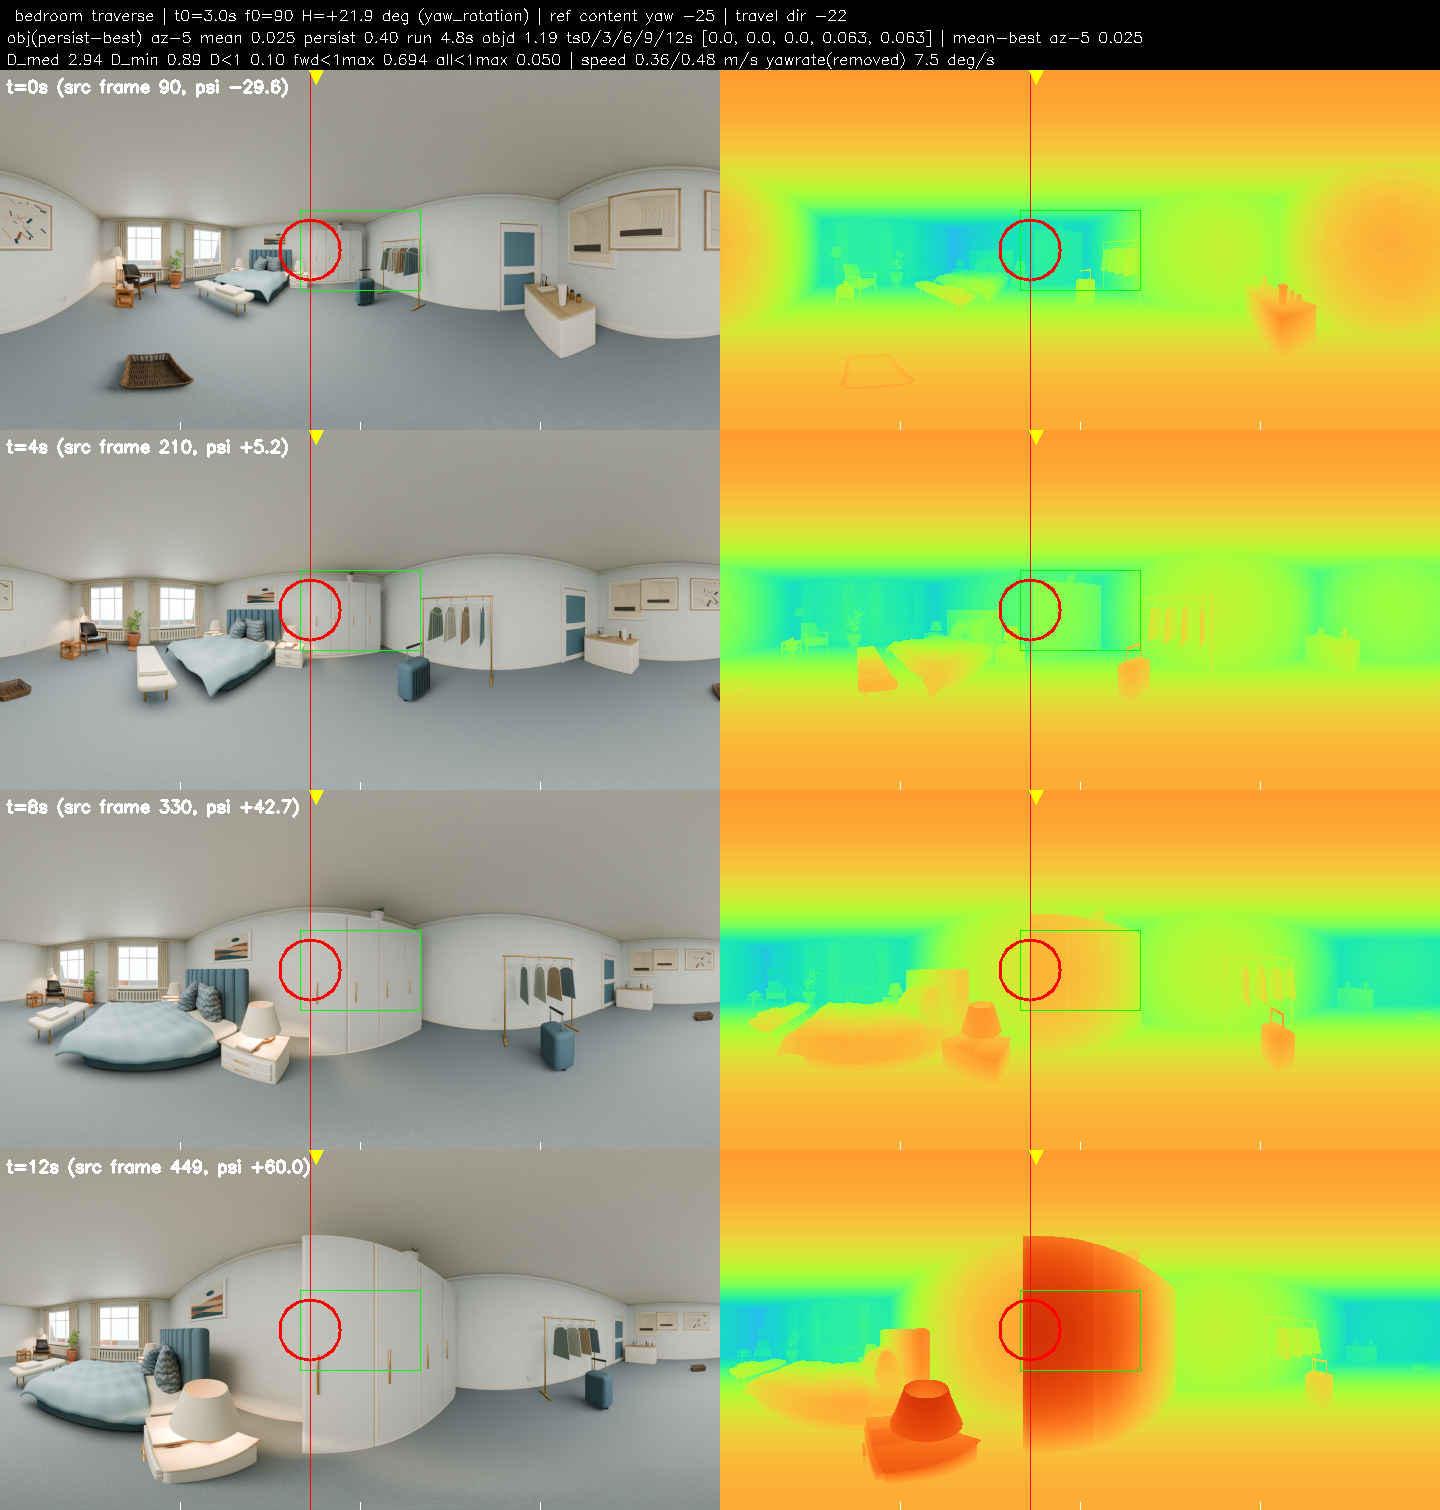 bedroom traverse | t0=3.0s f0=90 H=+21.9 deg (yaw_rotation) | ref content yaw -25 | travel dir -22
obj(persist-best) az-5 mean 0.025 persist 0.40 run 4.8s objd 1.19 ts0/3/6/9/12s [0.0, 0.0, 0.0, 0.063, 0.063] | mean-best az-5 0.025
D_med 2.94 D_min 0.89 D<1 0.10 fwd<1max 0.694 all<1max 0.050 | speed 0.36/0.48 m/s yawrate(removed) 7.5 deg/s
t=0s (src frame 90, psi -29.6)
t=4s (src frame 210, psi +5.2)
t=8s (src frame 330, psi +42.7)
t=12s (src frame 449, psi +60.0)